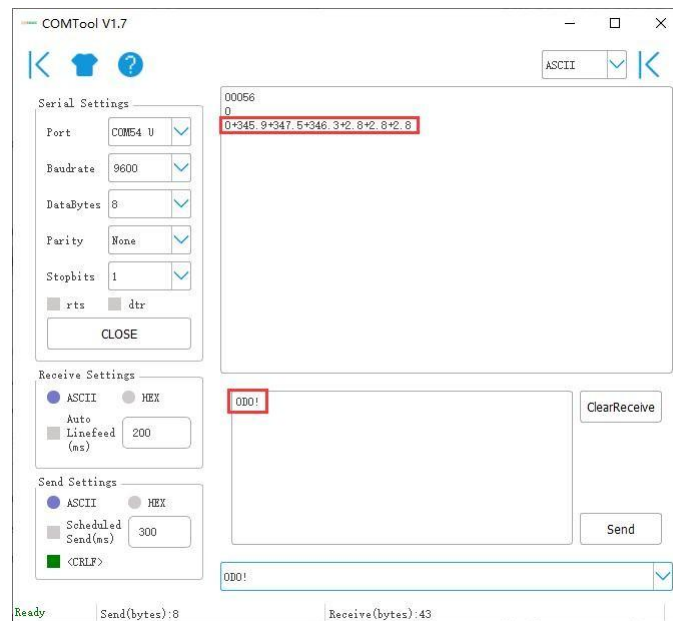 COMTool V1.7
ASCII
Serial Settings
Port COM54 U
Baudrate 9600
DataBytes 8
Parity None
Stopbits 1
rts dtr
CLOSE
00056
0
0+345.9+347.5+346.3+2.8+2.8+2.8
Receive Settings
ASCII HEX
Auto
Linefeed
(ms)
200
0D0!
ClearReceive
Send Settings
ASCII HEX
Scheduled
Send(ms)
300
<CRLF>
Send
0D0!
Ready Send(bytes):8 Receive(bytes):43